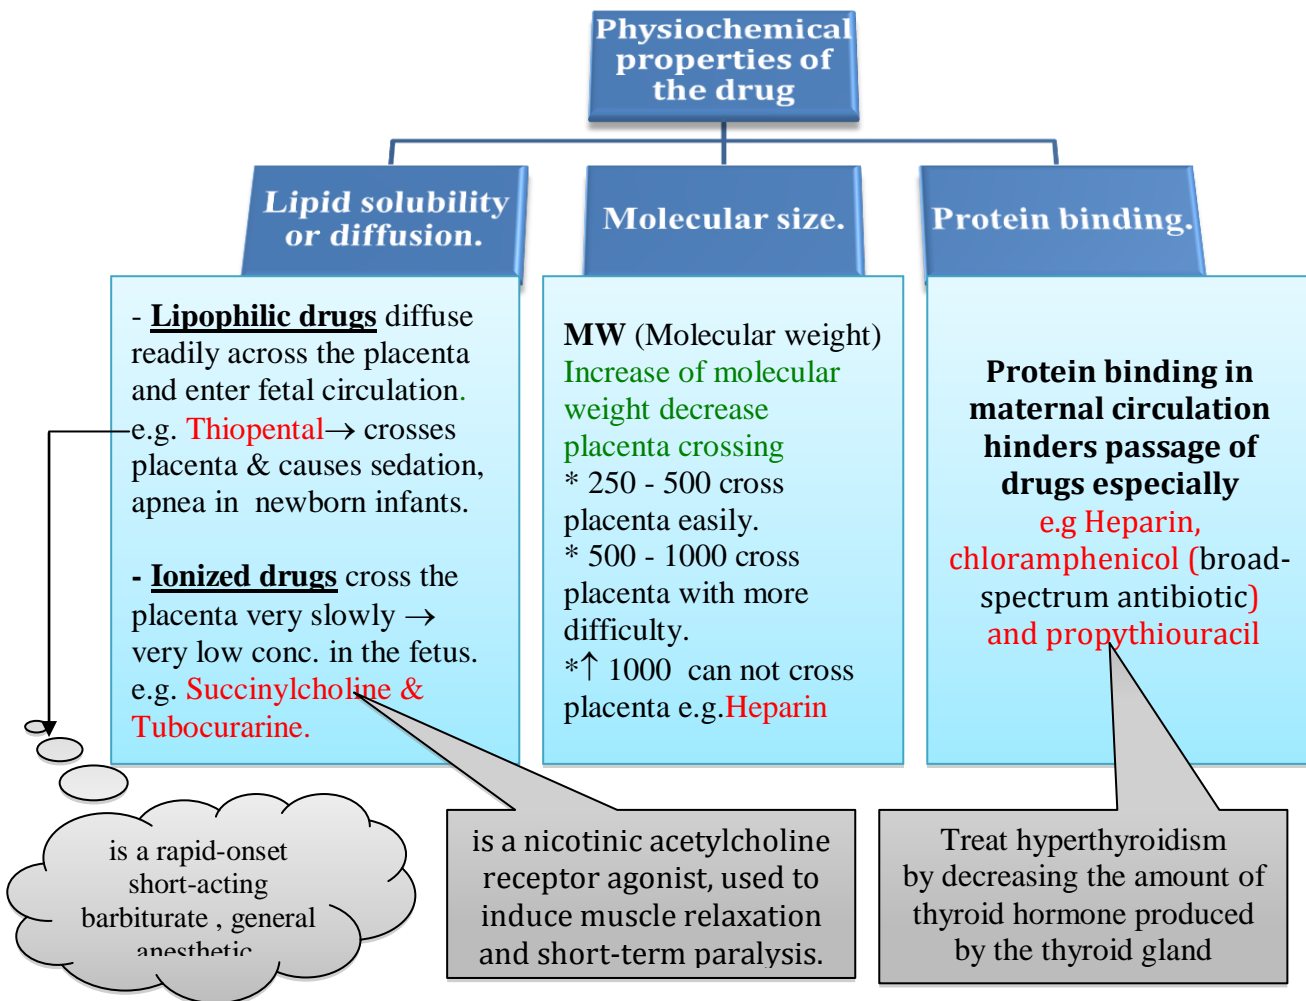 Physiochemical
properties of
the drug
Lipid solubility
or diffusion.
- Lipophilic drugs diffuse
readily across the placenta
and enter fetal circulation.
e.g. Thiopental→ crosses
placenta & causes sedation,
apnea in newborn infants.
- Ionized drugs cross the
placenta very slowly →
very low conc. in the fetus.
e.g. Succinylcholine &
Tubocurarine.
Molecular size.
MW (Molecular weight)
Increase of molecular
weight decrease
placenta crossing
* 250 - 500 cross
placenta easily.
* 500 - 1000 cross
placenta with more
difficulty.
*↑ 1000 can not cross
placenta e.g.Heparin
Protein binding.
Protein binding in
maternal circulation
hinders passage of
drugs especially
e.g Heparin,
chloramphenicol (broad-
spectrum antibiotic)
and propythiouracil
is a rapid-onset
short-acting
barbiturate , general
anesthetic
is a nicotinic acetylcholine
receptor agonist, used to
induce muscle relaxation
and short-term paralysis.
Treat hyperthyroidism
by decreasing the amount of
thyroid hormone produced
by the thyroid gland